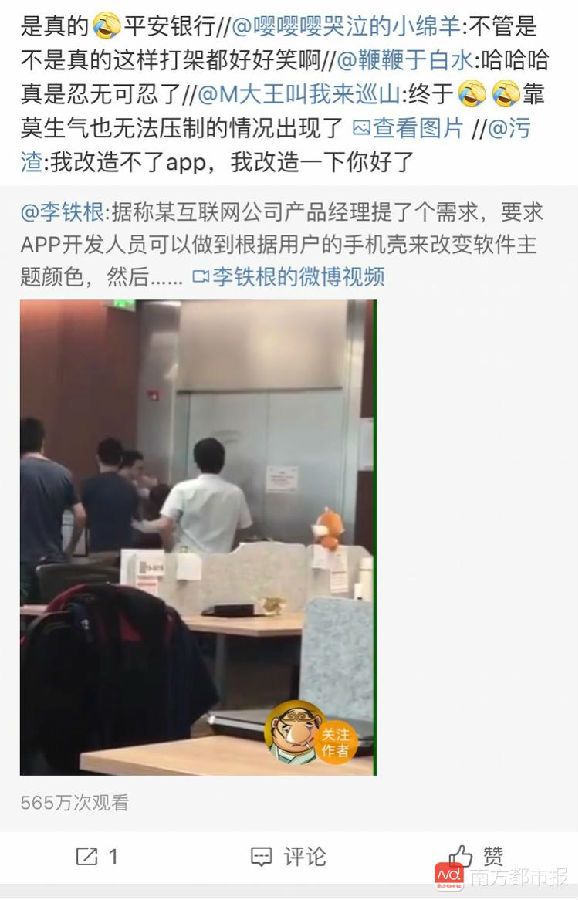 是真的🤣平安银行//@嘤嘤嘤哭泣的小绵羊:不管是
不是真的这样打架都好好笑啊//@鞭鞭于白水:哈哈哈
真是忍无可忍了//@M大王叫我来巡山:终于🤣🤣靠
莫生气也无法压制的情况出现了 查看图片 //@污
渣:我改造不了app，我改造一下你好了
@李铁根:据称某互联网公司产品经理提了个需求，要求
APP开发人员可以做到根据用户的手机壳来改变软件主
题颜色，然后…… 李铁根的微博视频
关注
作者
565万次观看
1 评论 赞
南方都市报